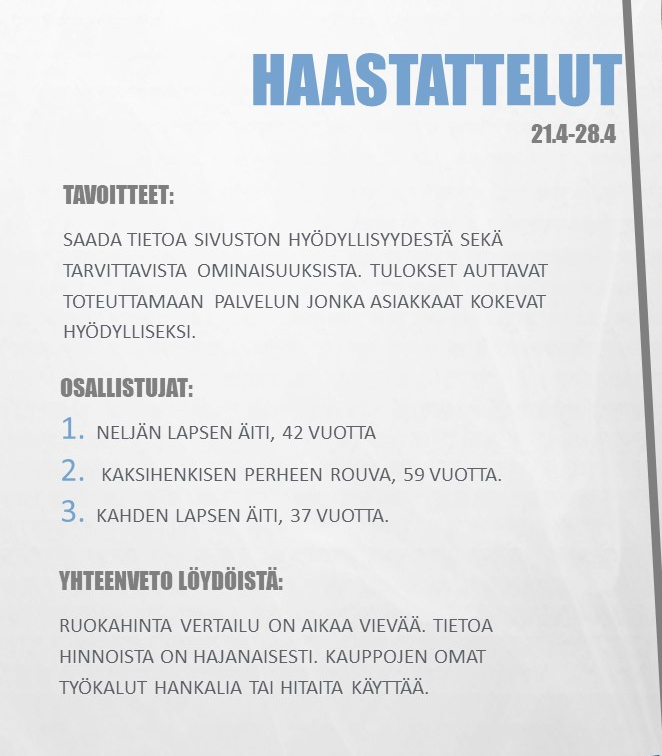 HAASTATTELUT
21.4-28.4
TAVOITTEET:
SAADA TIETOA SIVUSTON HYÖDYLLISYYDESTÄ SEKÄ
TARVITTAVISTA OMINAISUUKSISTA. TULOKSET AUTTAVAT
TOTEUTTAMAAN PALVELUN JONKA ASIAKKAAT KOKEVAT
HYÖDYLLISEKSI.
OSALLISTUJAT:
1. NELJÄN LAPSEN ÄITI, 42 VUOTTA
2. KAKSIHENKISEN PERHEEN ROUVA, 59 VUOTTA.
3. KAHDEN LAPSEN ÄITI, 37 VUOTTA.
YHTEENVETO LÖYDÖISTÄ:
RUOKAHINTA VERTAILU ON AIKAA VIEVÄÄ. TIETOA
HINNOISTA ON HAJANAISESTI. KAUPPOJEN OMAT
TYÖKALUT HANKALIA TAI HITAITA KÄYTTÄÄ.